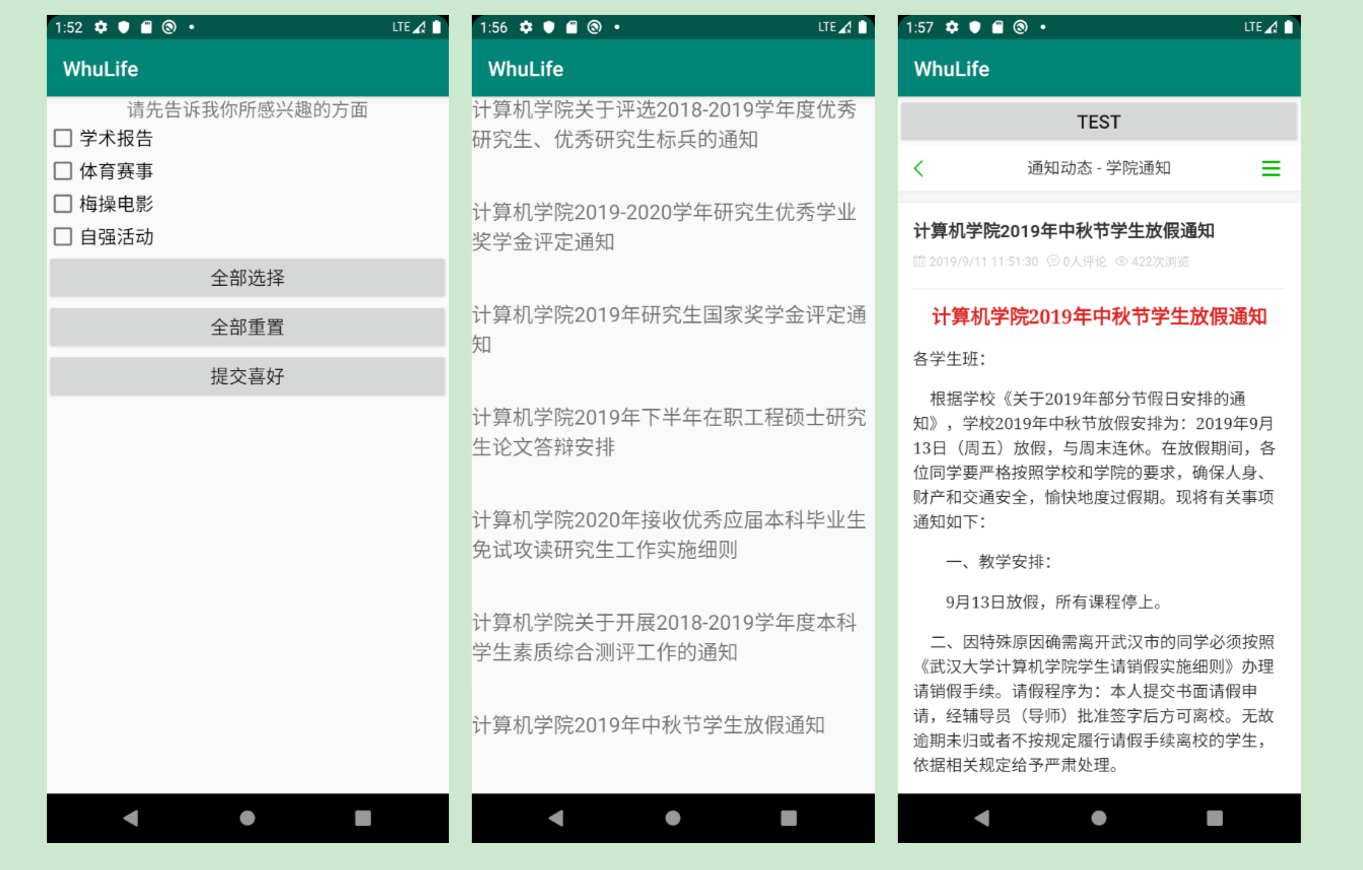 1:52
LTE
WhuLife
请先告诉我你所感兴趣的方面
学术报告
体育赛事
梅操电影
自强活动
全部选择
全部重置
提交喜好
1:56
LTE
WhuLife
计算机学院关于评选2018-2019学年度优秀
研究生、优秀研究生标兵的通知
计算机学院2019-2020学年研究生优秀学业
奖学金评定通知
计算机学院2019年研究生国家奖学金评定通
知
计算机学院2019年下半年在职工程硕士研究
生论文答辩安排
计算机学院2020年接收优秀应届本科毕业生
免试攻读研究生工作实施细则
计算机学院关于开展2018-2019学年度本科
学生素质综合测评工作的通知
计算机学院2019年中秋节学生放假通知
1:57
LTE
WhuLife
TEST
通知动态 - 学院通知
计算机学院2019年中秋节学生放假通知
2019/9/11 11:51:30 0人评论 422次浏览
计算机学院2019年中秋节学生放假通知
各学生班：
根据学校《关于2019年部分节假日安排的通
知》，学校2019年中秋节放假安排为：2019年9月
13日（周五）放假，与周末连休。在放假期间，各
位同学要严格按照学校和学院的要求，确保人身、
财产和交通安全，愉快地度过假期。现将有关事项
通知如下：
一、教学安排：
9月13日放假，所有课程停上。
二、因特殊原因确需离开武汉市的同学必须按照
《武汉大学计算机学院学生请销假实施细则》办理
请销假手续。请假程序为：本人提交书面请假申
请，经辅导员（导师）批准签字后方可离校。无故
逾期未归或者不按规定履行请假手续离校的学生，
依据相关规定给予严肃处理。